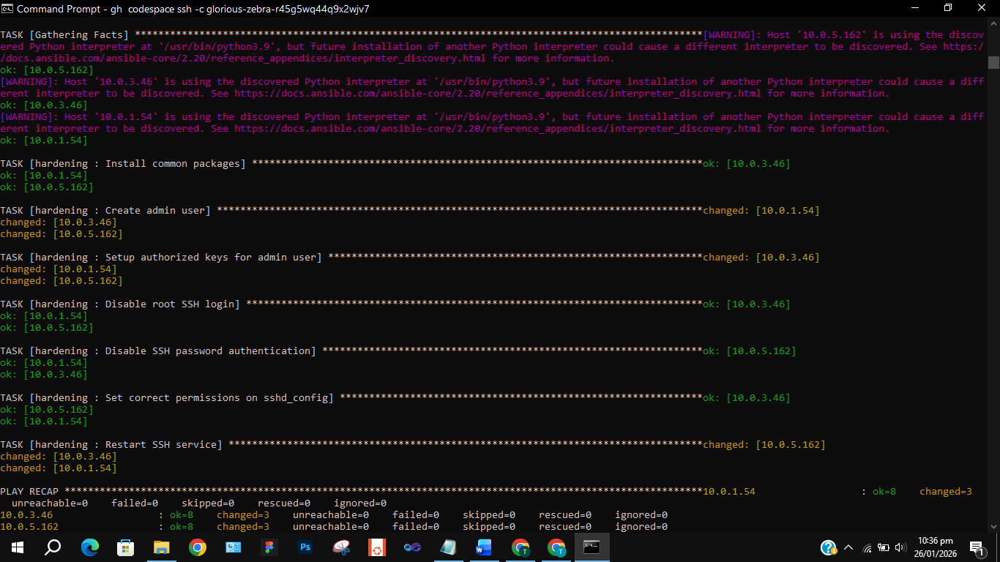 Command Prompt - gh  codespace ssh -c glorious-zebra-r45g5wq44q9x2wjv7
TASK [Gathering Facts] *************************************************************************************************[WARNING]: Host '10.0.5.162' is using the discov
ered Python interpreter at '/usr/bin/python3.9', but future installation of another Python interpreter could cause a different interpreter to be discovered. See https:/
/docs.ansible.com/ansible-core/2.20/reference_appendices/interpreter_discovery.html for more information.
ok: [10.0.5.162]
[WARNING]: Host '10.0.3.46' is using the discovered Python interpreter at '/usr/bin/python3.9', but future installation of another Python interpreter could cause a diff
erent interpreter to be discovered. See https://docs.ansible.com/ansible-core/2.20/reference_appendices/interpreter_discovery.html for more information.
ok: [10.0.3.46]
[WARNING]: Host '10.0.1.54' is using the discovered Python interpreter at '/usr/bin/python3.9', but future installation of another Python interpreter could cause a diff
erent interpreter to be discovered. See https://docs.ansible.com/ansible-core/2.20/reference_appendices/interpreter_discovery.html for more information.
ok: [10.0.1.54]
TASK [hardening : Install common packages] *****************************************************************************ok: [10.0.3.46]
ok: [10.0.1.54]
ok: [10.0.5.162]
TASK [hardening : Create admin user] ***********************************************************************************changed: [10.0.1.54]
changed: [10.0.3.46]
changed: [10.0.5.162]
TASK [hardening : Setup authorized keys for admin user] ****************************************************************changed: [10.0.3.46]
changed: [10.0.1.54]
changed: [10.0.5.162]
TASK [hardening : Disable root SSH login] ******************************************************************************ok: [10.0.3.46]
ok: [10.0.1.54]
ok: [10.0.5.162]
TASK [hardening : Disable SSH password authentication] *****************************************************************ok: [10.0.5.162]
ok: [10.0.1.54]
ok: [10.0.3.46]
TASK [hardening : Set correct permissions on sshd_config] **************************************************************ok: [10.0.3.46]
ok: [10.0.5.162]
ok: [10.0.1.54]
TASK [hardening : Restart SSH service] *********************************************************************************changed: [10.0.5.162]
changed: [10.0.3.46]
changed: [10.0.1.54]
PLAY RECAP *************************************************************************************************************10.0.1.54                  : ok=8    changed=3
  unreachable=0    failed=0    skipped=0    rescued=0    ignored=0
10.0.3.46                  : ok=8    changed=3    unreachable=0    failed=0    skipped=0    rescued=0    ignored=0
10.0.5.162                 : ok=8    changed=3    unreachable=0    failed=0    skipped=0    rescued=0    ignored=0
10:36 pm
26/01/2026